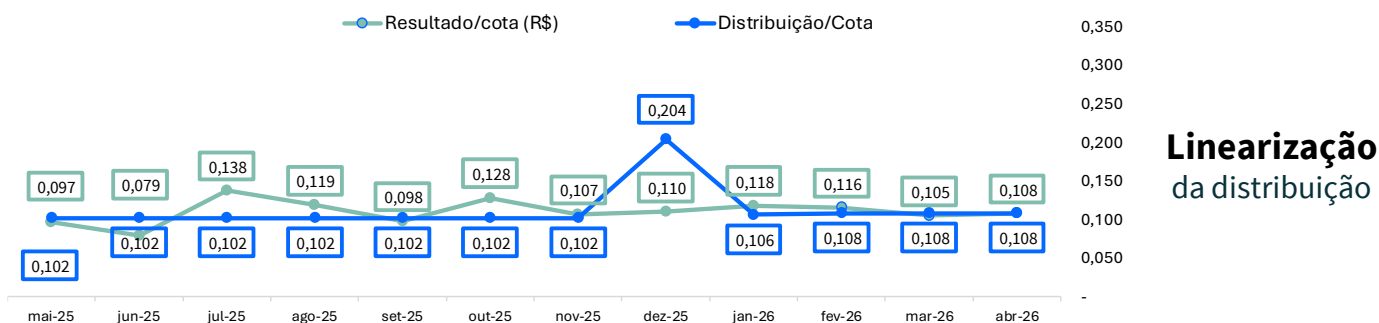 Resultado/cota (R$) Distribuição/Cota
0,350
0,300
0,250
0,200
0,150
0,100
0,050
-
0,097 0,079 0,138 0,119 0,098 0,128 0,107 0,110 0,118 0,116 0,105 0,108
0,102 0,102 0,102 0,102 0,102 0,102 0,102 0,204 0,106 0,108 0,108 0,108
mai-25 jun-25 jul-25 ago-25 set-25 out-25 nov-25 dez-25 jan-26 fev-26 mar-26 abr-26
Linearização
da distribuição